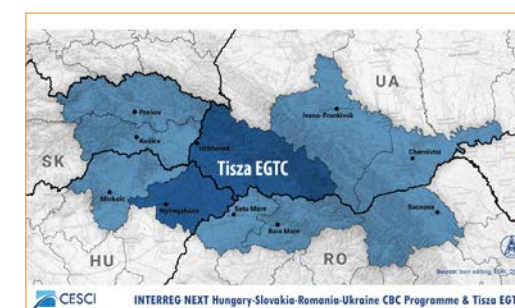 UA
Prešov
Ivano-Frankivsk
Košice
SK
Uzhhorod
Chernivtsi
Tisza EGTC
Miskolc
Nyíregyháza
Satu Mare
Suceava
Baia Mare
HU
RO
CESCI
INTERREG NEXT Hungary-Slovakia-Romania-Ukraine CBC Programme & Tisza EGT